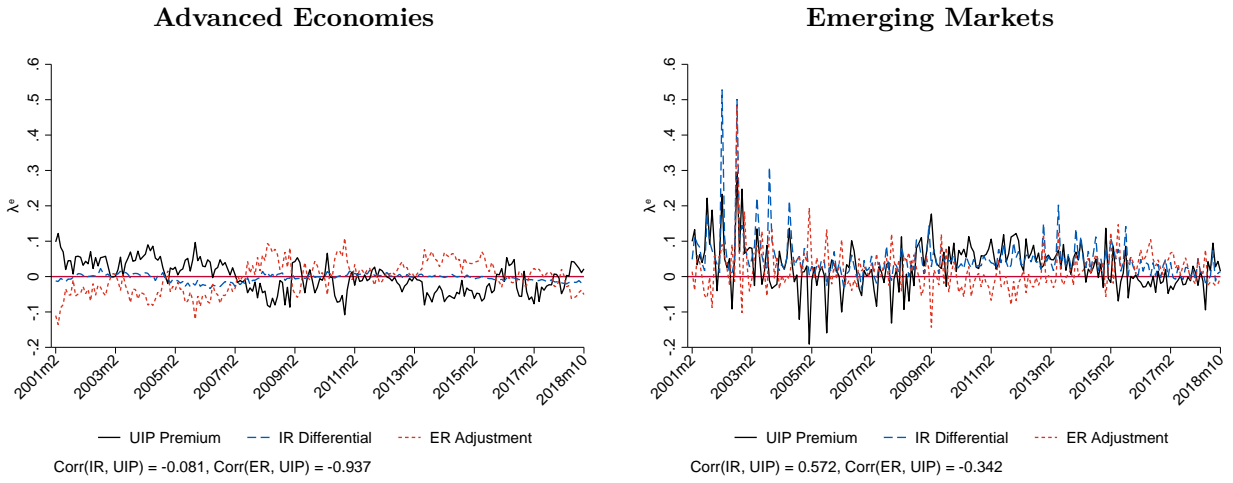 Advanced Economies
.6
.5
.4
.3
.2
.1
0
-.1
-.2
λᵉ
2001m2
2003m2
2005m2
2007m2
2009m2
2011m2
2013m2
2015m2
2017m2
2018m10
UIP Premium IR Differential ER Adjustment
Corr(IR, UIP) = -0.081, Corr(ER, UIP) = -0.937
Emerging Markets
.6
.5
.4
.3
.2
.1
0
-.1
-.2
λᵉ
2001m2
2003m2
2005m2
2007m2
2009m2
2011m2
2013m2
2015m2
2017m2
2018m10
UIP Premium IR Differential ER Adjustment
Corr(IR, UIP) = 0.572, Corr(ER, UIP) = -0.342